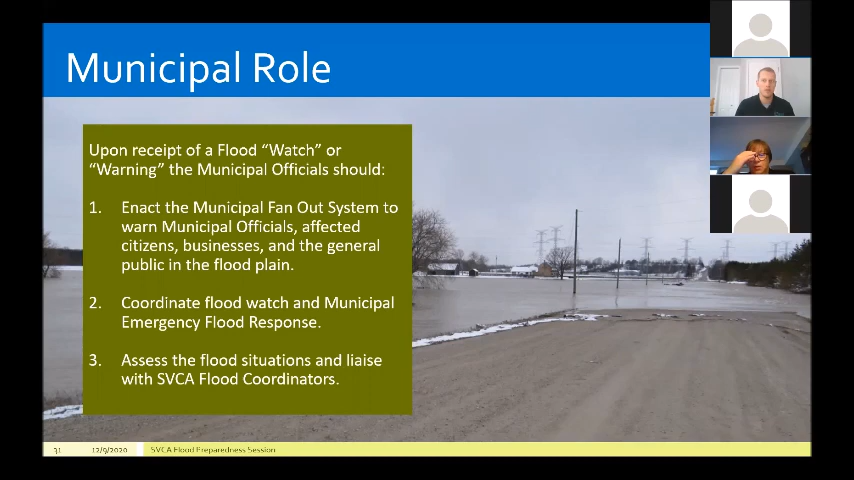 Municipal Role
Upon receipt of a Flood “Watch” or
“Warning” the Municipal Officials should:
1. Enact the Municipal Fan Out System to
warn Municipal Officials, affected
citizens, businesses, and the general
public in the flood plain.
2. Coordinate flood watch and Municipal
Emergency Flood Response.
3. Assess the flood situations and liaise
with SVCA Flood Coordinators.
31 12/9/2020 SVCA Flood Preparedness Session